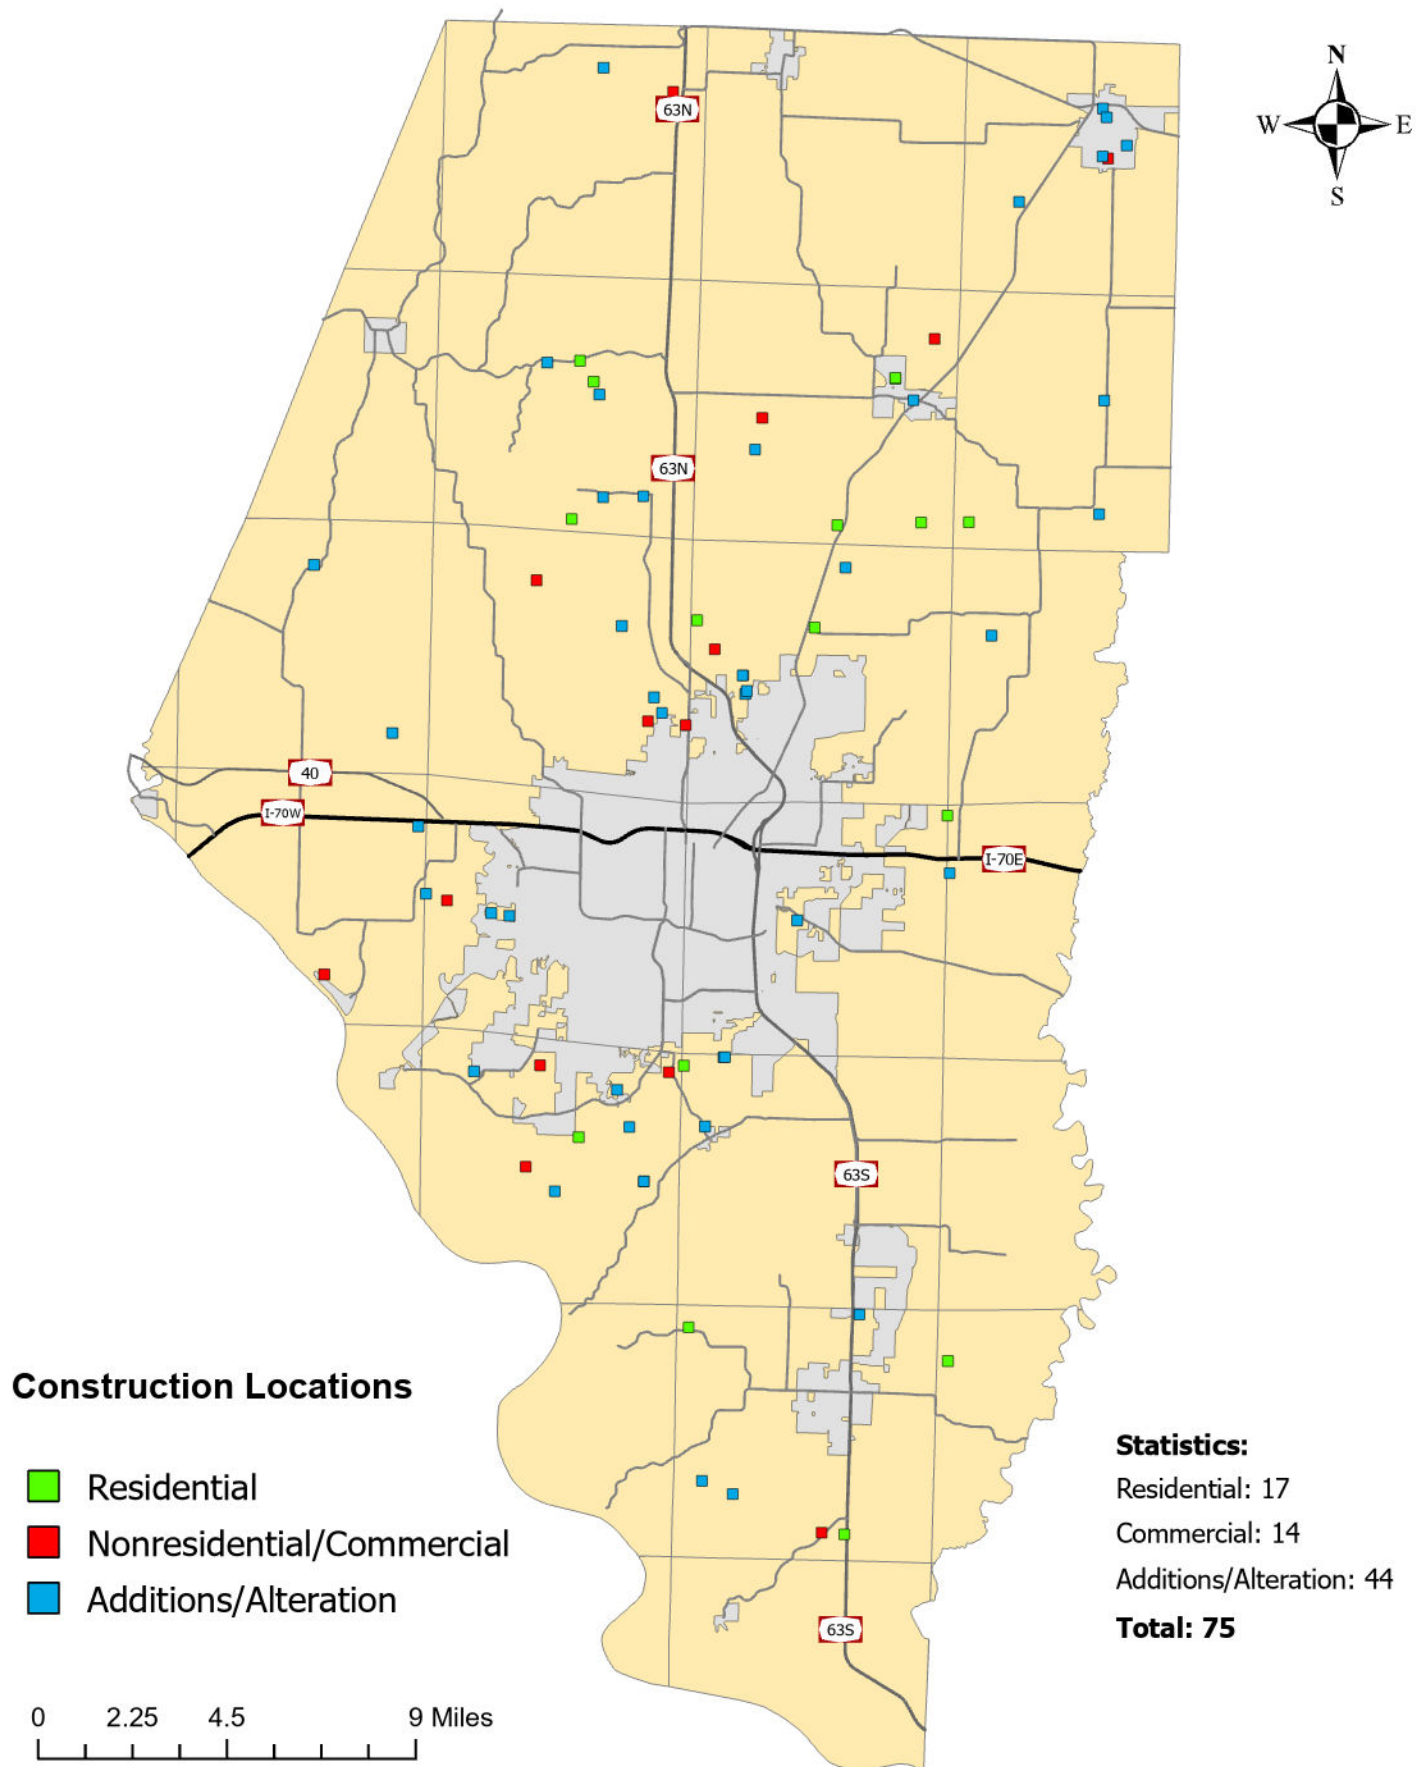 N
W E
S
63N
63N
40
I-70W
I-70E
63S
63S
Construction Locations
Residential
Nonresidential/Commercial
Additions/Alteration
Statistics:
Residential: 17
Commercial: 14
Additions/Alteration: 44
Total: 75
0 2.25 4.5 9 Miles